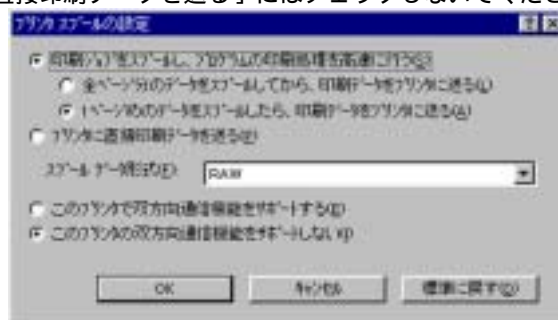 直接印刷データを送る」にはチェックしないでくださ
プリンタ スプールの設定
印刷ジョブをスプールし、プログラムの印刷処理を高速に行う(S)
全ページ分のデータをスプールしてから、印刷データをプリンタに送る(L)
1ページ目のデータをスプールしたら、印刷データをプリンタに送る(A)
プリンタに直接印刷データを送る(P)
スプール データ形式(F): RAW
このプリンタで双方向通信機能をサポートする(E)
このプリンタの双方向通信機能をサポートしない(I)
OK キャンセル 標準に戻す(D)